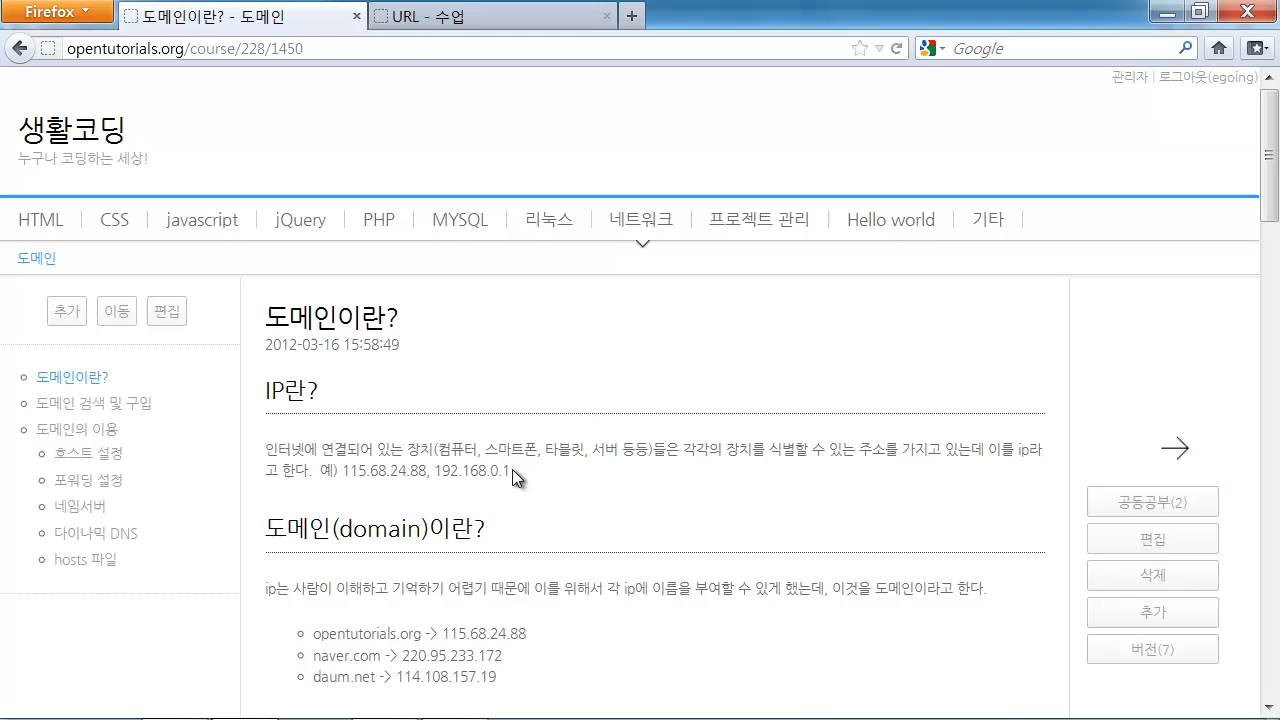 Firefox
도메인이란? - 도메인
URL - 수업
opentutorials.org/course/228/1450
Google
관리자 | 로그아웃(egoing)
생활코딩
누구나 코딩하는 세상!
HTML
CSS
javascript
jQuery
PHP
MYSQL
리눅스
네트워크
프로젝트 관리
Hello world
기타
도메인
추가
이동
편집
도메인이란?
도메인 검색 및 구입
도메인의 이용
호스트 설정
포워딩 설정
네임서버
다이나믹 DNS
hosts 파일
도메인이란?
2012-03-16 15:58:49
IP란?
인터넷에 연결되어 있는 장치(컴퓨터, 스마트폰, 타블릿, 서버 등등)들은 각각의 장치를 식별할 수 있는 주소를 가지고 있는데 이를 ip라
고 한다. 예) 115.68.24.88, 192.168.0.1
도메인(domain)이란?
ip는 사람이 이해하고 기억하기 어렵기 때문에 이를 위해서 각 ip에 이름을 부여할 수 있게 했는데, 이것을 도메인이라고 한다.
opentutorials.org -> 115.68.24.88
naver.com -> 220.95.233.172
daum.net -> 114.108.157.19
공동공부(2)
편집
삭제
추가
버전(7)